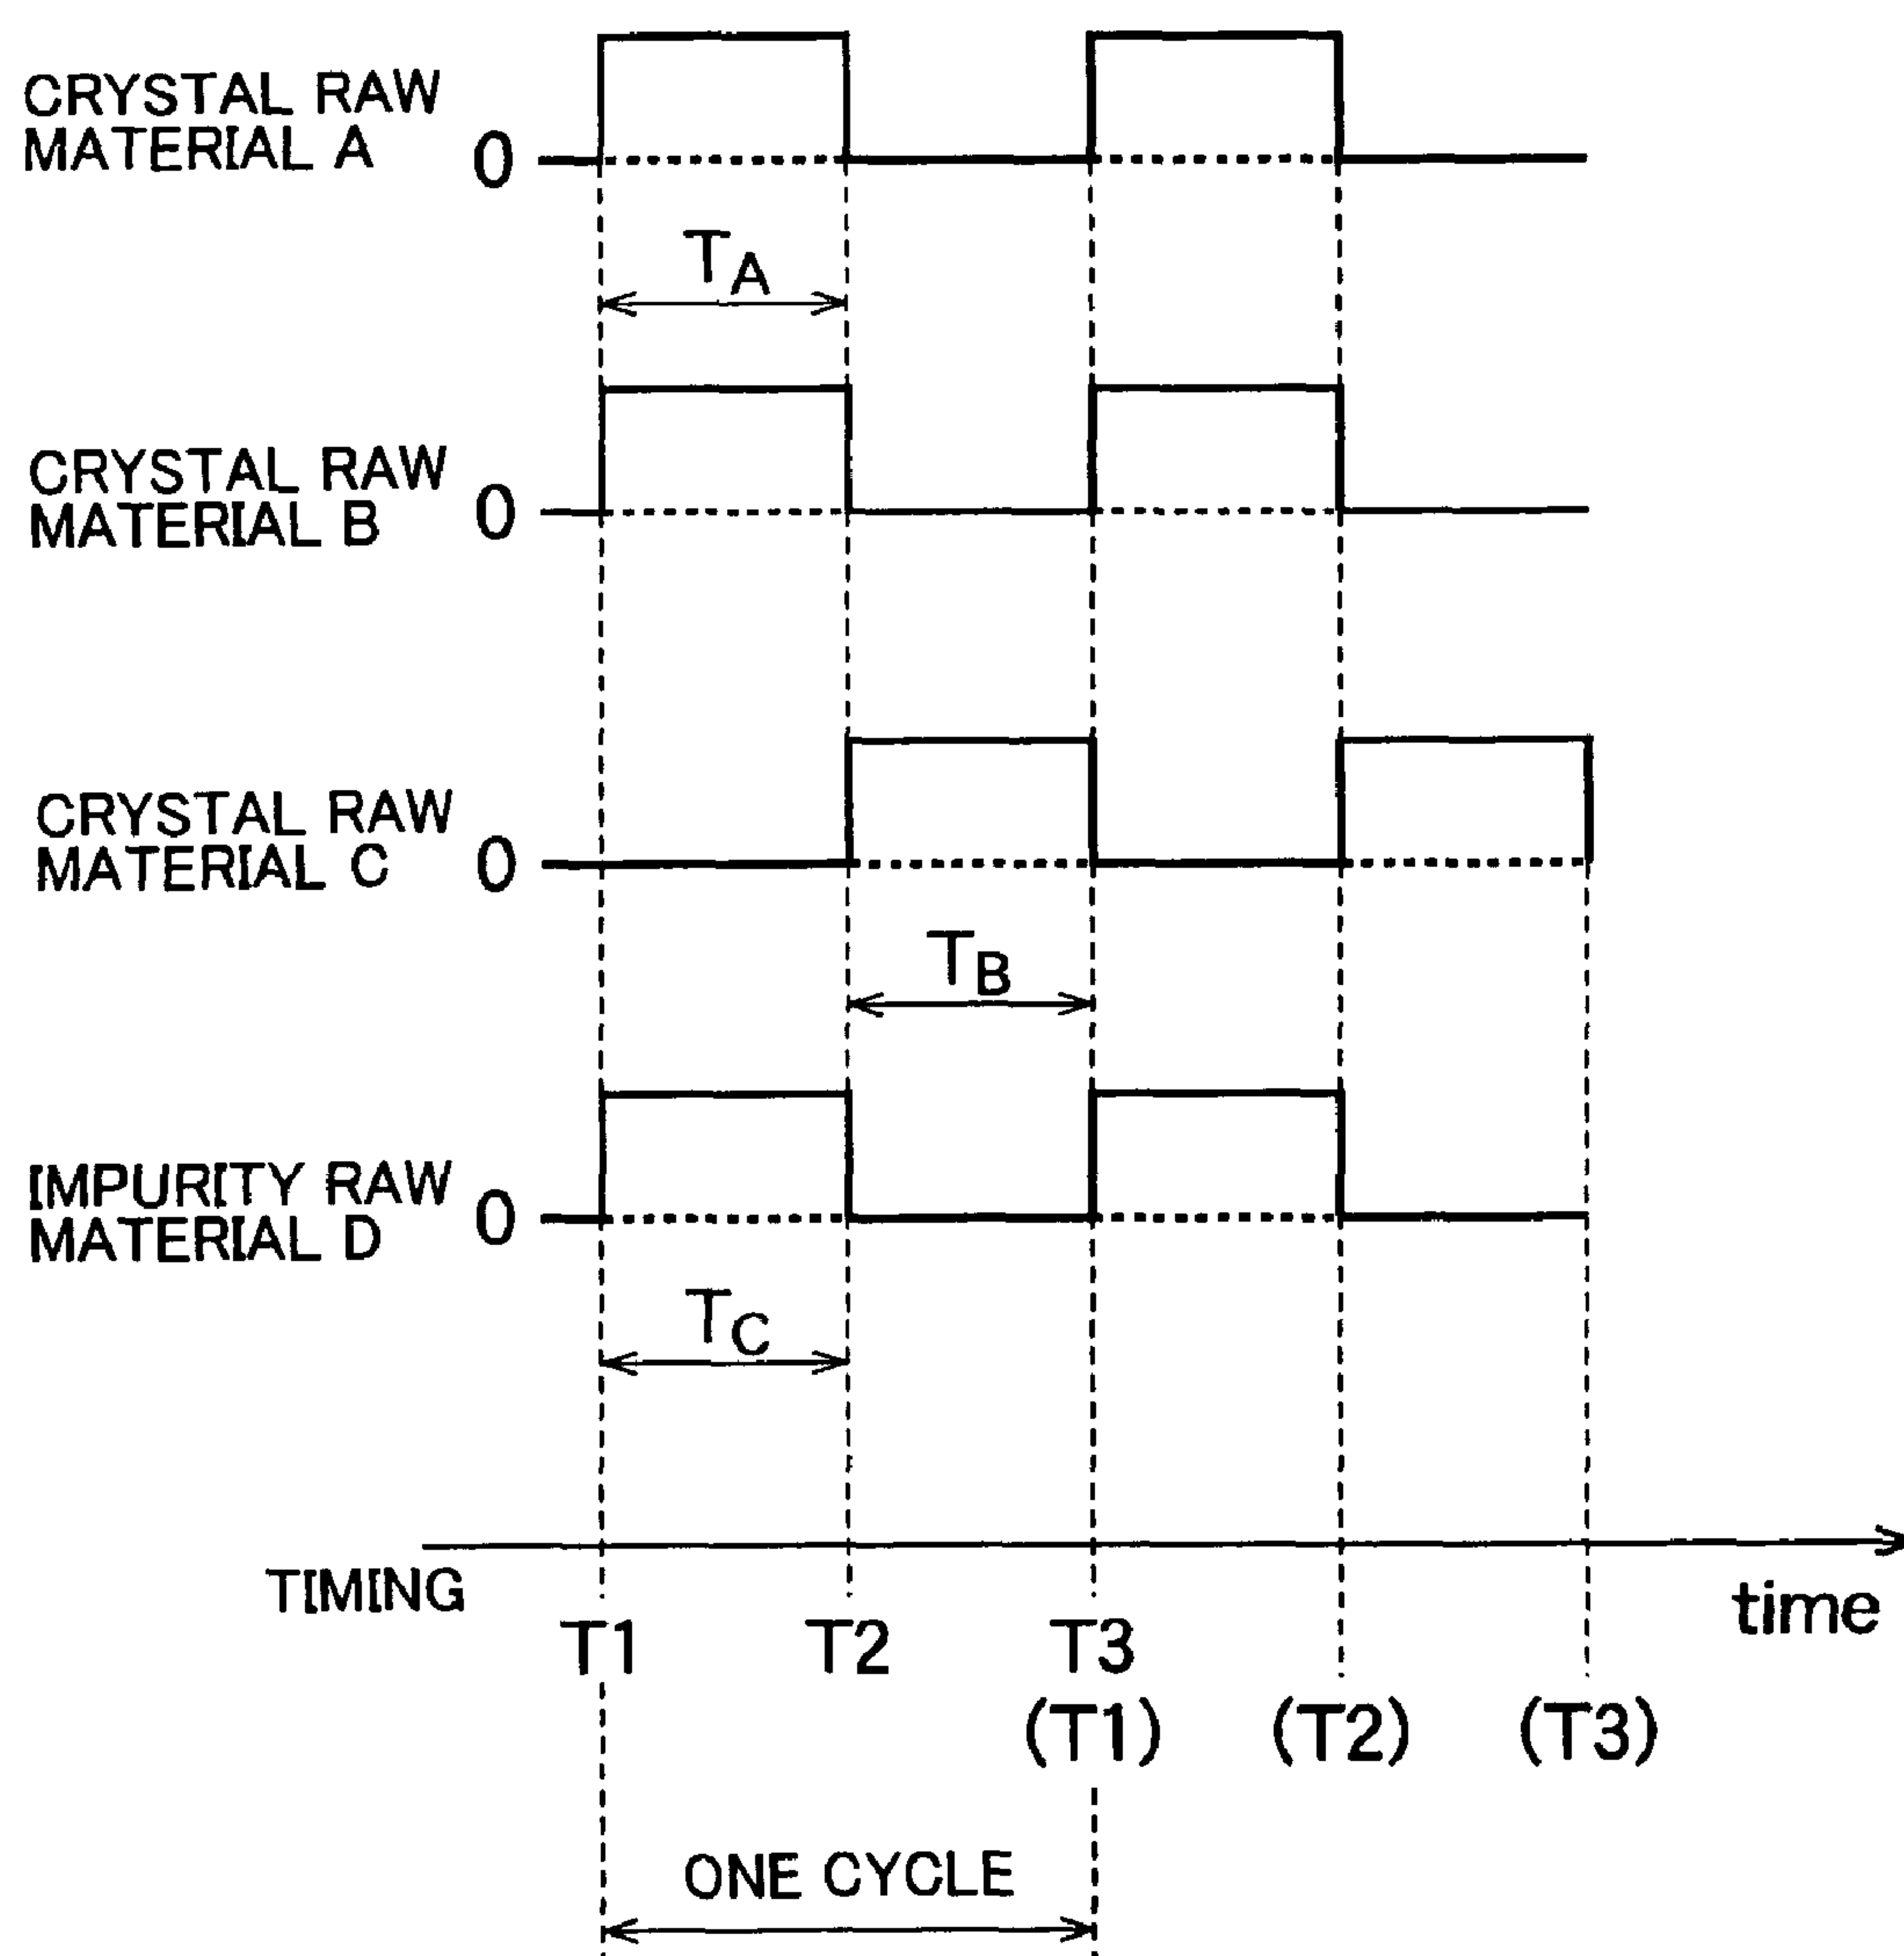 CRYSTAL RAW
MATERIAL A
0
TA
CRYSTAL RAW
MATERIAL B
0
CRYSTAL RAW
MATERIAL C
0
TB
IMPURITY RAW
MATERIAL D
0
TC
TIMING
time
T1
T2
T3
(T1)
(T2)
(T3)
ONE CYCLE